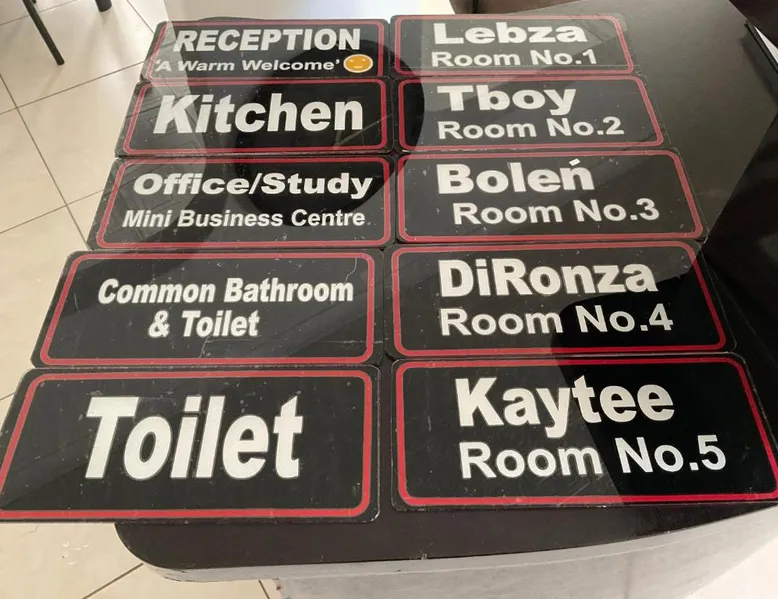 RECEPTION
'A Warm Welcome'
Kitchen
Office/Study
Mini Business Centre
Common Bathroom
& Toilet
Toilet
Lebza
Room No.1
Tboy
Room No.2
Boleń
Room No.3
DiRonza
Room No.4
Kaytee
Room No.5